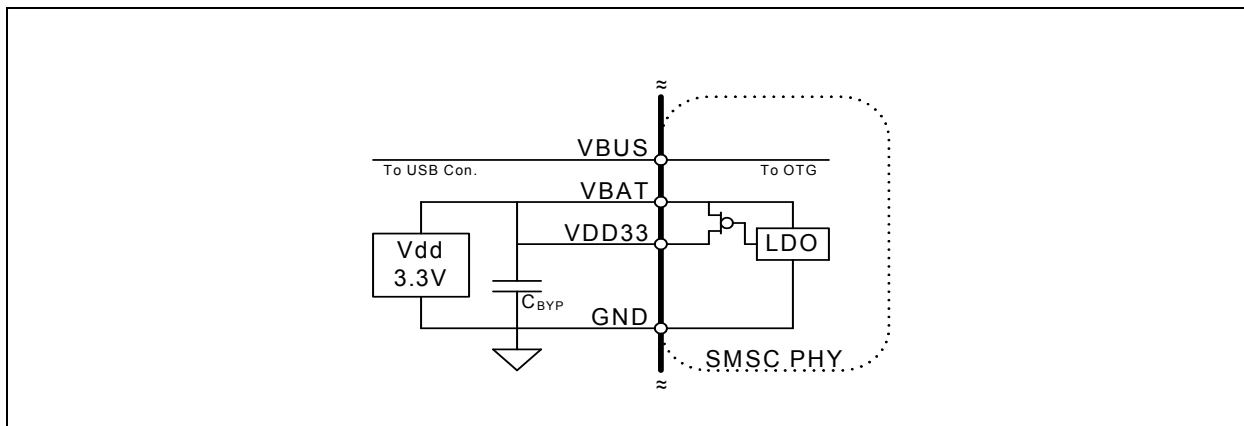 ≈
VBUS
To USB Con.
To OTG
VBAT
VDD33
Vdd
3.3V
LDO
CBYP
GND
SMSC PHY
≈